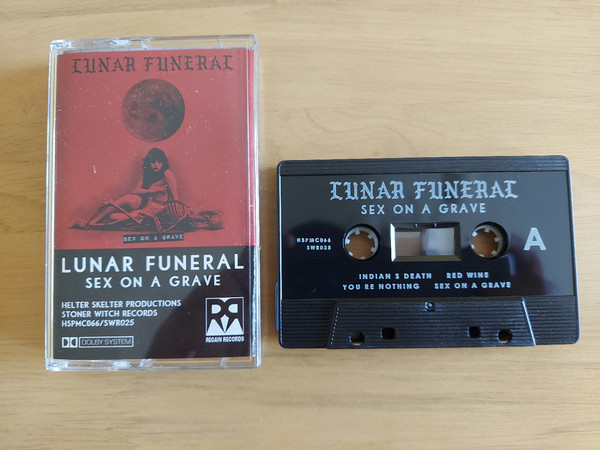 LUNAR FUNERAL
SEX ON A GRAVE
LUNAR FUNERAL
SEX ON A GRAVE
HELTER SKELTER PRODUCTIONS
STONER WITCH RECORDS
HSPMC066/SWR025
DOLBY SYSTEM
REGAIN RECORDS
LUNAR FUNERAL
SEX ON A GRAVE
HSPMC066
SWR025
A
INDIAN S DEATH RED WINE
YOU RE NOTHING SEX ON A GRAVE